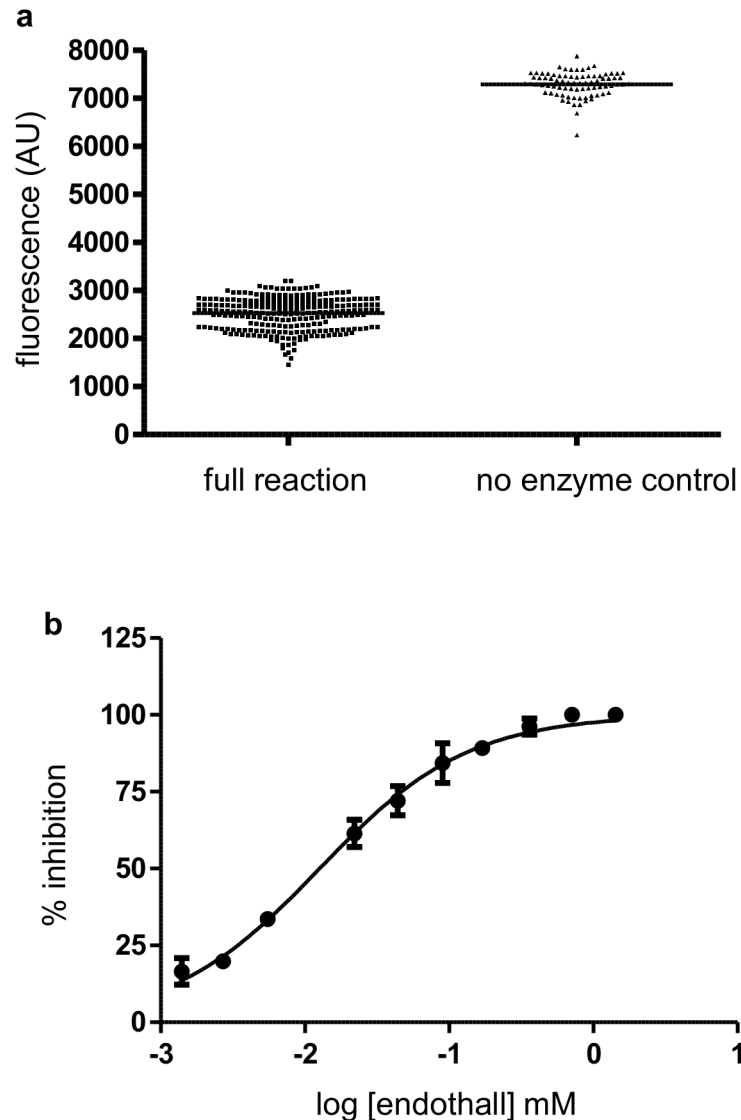 a
8000
7000
6000
5000
4000
3000
2000
1000
0
fluorescence (AU)
full reaction
no enzyme control
b
125
100
75
50
25
0
% inhibition
-3 -2 -1 0 1
log [endothall] mM